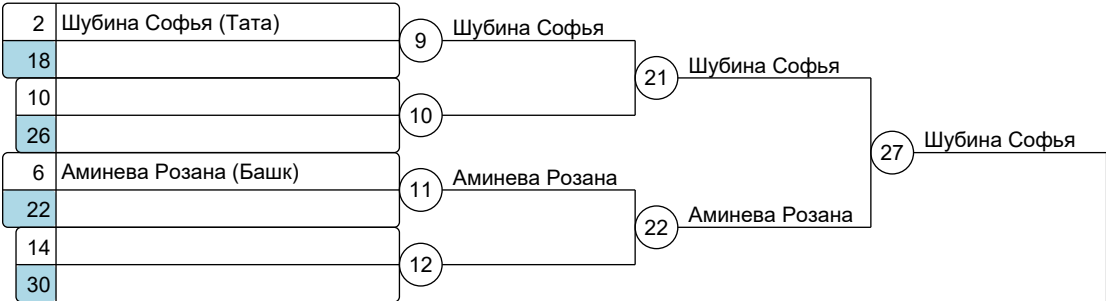 2 Шубина Софья (Тата)
9 Шубина Софья
18
21 Шубина Софья
10
10
26
27 Шубина Софья
6 Аминева Розана (Башк)
11 Аминева Розана
22
22 Аминева Розана
14
12
30